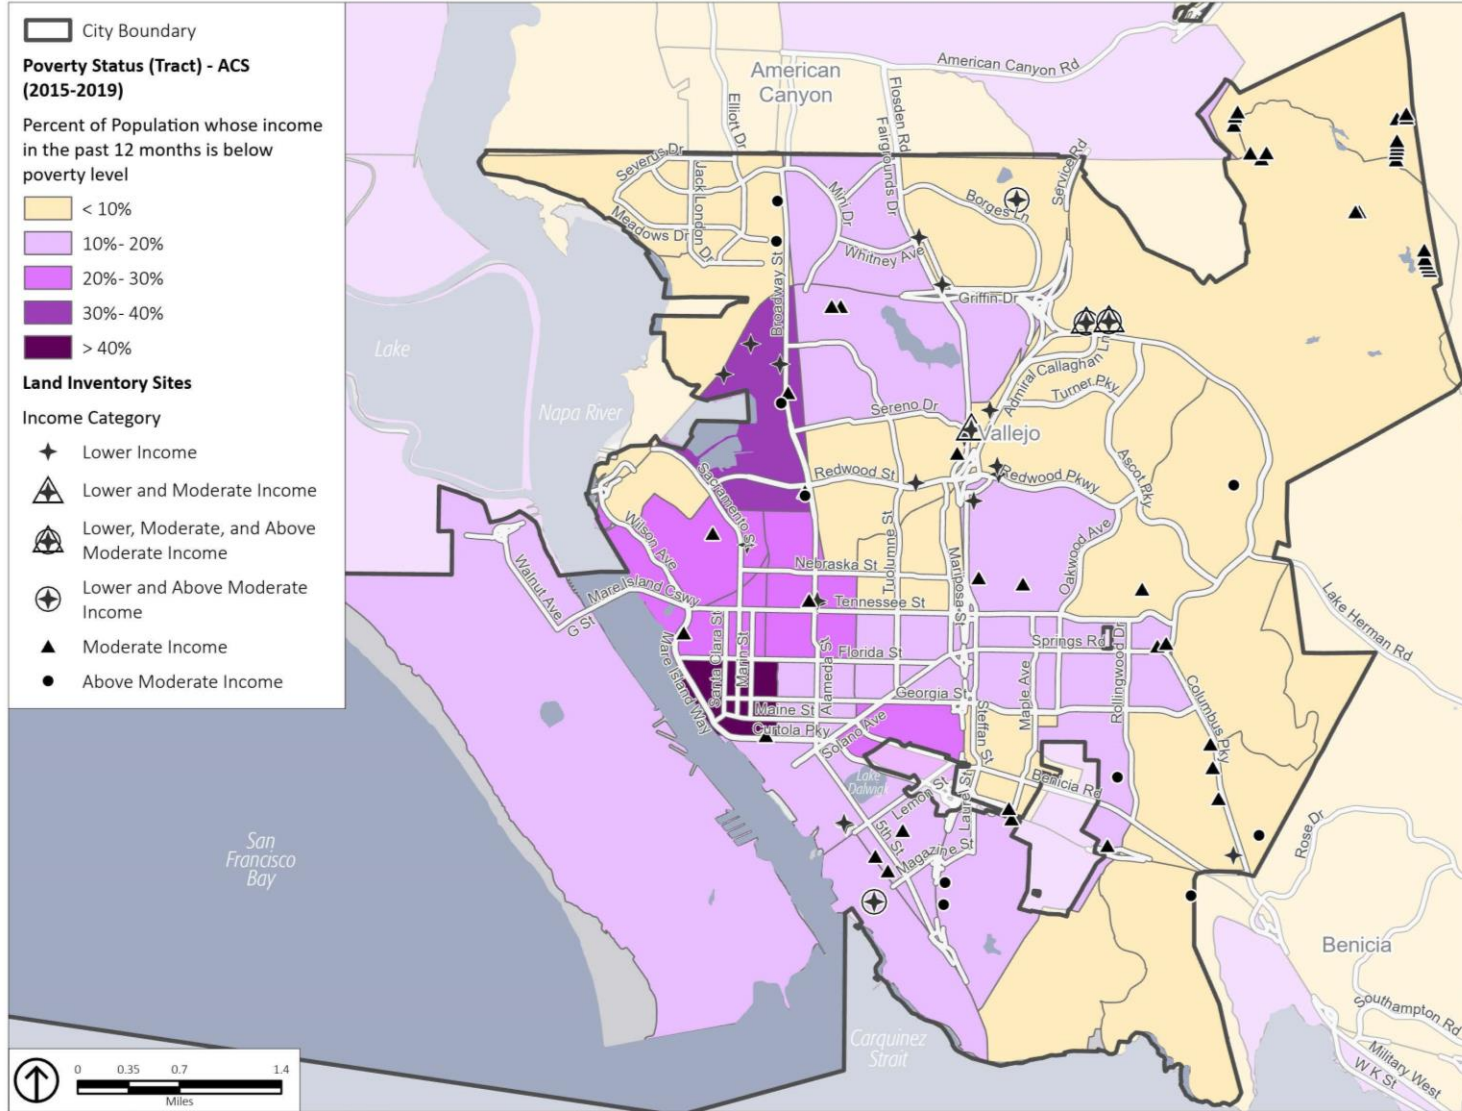 City Boundary
Poverty Status (Tract) - ACS
(2015-2019)
Percent of Population whose income
in the past 12 months is below
poverty level
< 10%
10%- 20%
20%- 30%
30%- 40%
> 40%
Land Inventory Sites
Income Category
Lower Income
Lower and Moderate Income
Lower, Moderate, and Above
Moderate Income
Lower and Above Moderate
Income
Moderate Income
Above Moderate Income
0 0.35 0.7 1.4
Miles
American
Canyon
American Canyon Rd
Elliott Dr
Flosden Rd
Fairgrounds Dr
Service Rd
Severus Dr
Jack London Dr
Meadows Dr
Broadway St
Mini Dr
Whitney Ave
Borges Ln
Griffin Dr
Lake
Napa River
Admiral Callaghan Ln
Turner Pky
Sereno Dr
Vallejo
Ascot Pky
Redwood St
Redwood Pkwy
Sacramento St
Wilson Ave
Oakwood Ave
Nebraska St
Tuolumne St
Mariposa St
Walnut Ave
G St
Mare Island Cswy
Tennessee St
Lake Herman Rd
Springs Rd
Florida St
Santa Clara St
Marin St
Mare Island Way
Alameda St
Georgia St
Maine St
Curtola Pky
Solano Ave
Steffan St
Maple Ave
Rollingwood Dr
Columbus Pky
Lake
Dalwigk
Lemon St
Laurel St
Benicia Rd
5th St
Magazine St
Rose Dr
San
Francisco
Bay
Benicia
Carquinez
Strait
Southampton Rd
Military West
W K St